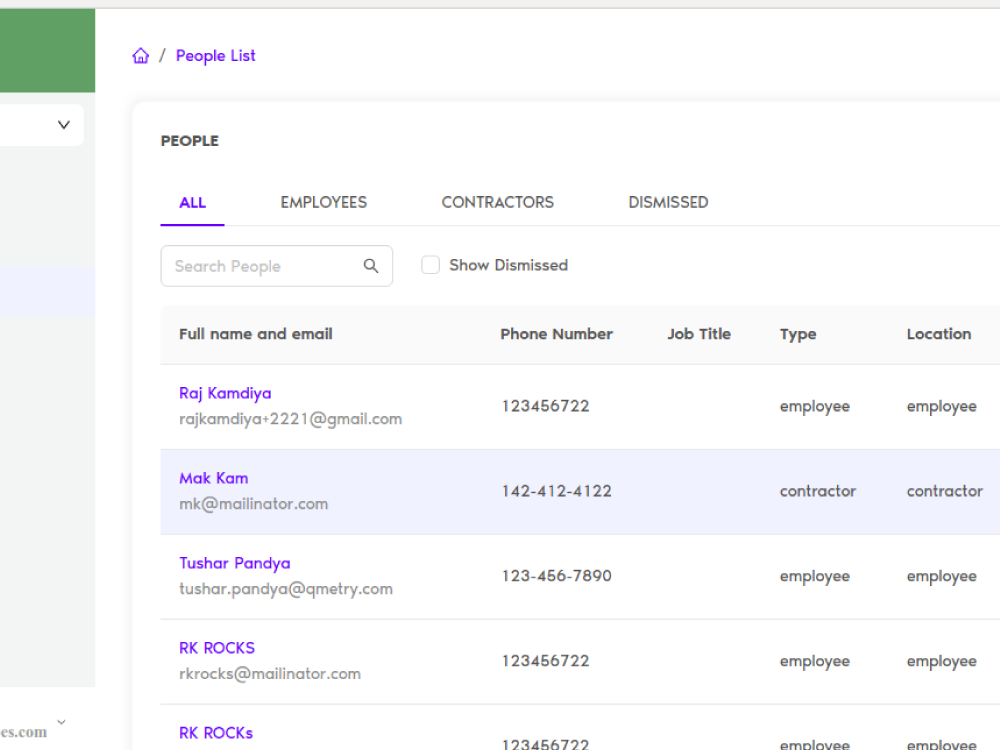 / People List
PEOPLE
ALL EMPLOYEES CONTRACTORS DISMISSED
Search People Show Dismissed
Full name and email Phone Number Job Title Type Location
Raj Kamdiya
rajkamdiya+2221@gmail.com 123456722 employee employee
Mak Kam
mk@mailinator.com 142-412-4122 contractor contractor
Tushar Pandya
tushar.pandya@qmetry.com 123-456-7890 employee employee
RK ROCKS
rkrocks@mailinator.com 123456722 employee employee
RK ROCKs
123456722 employee employee
es.com